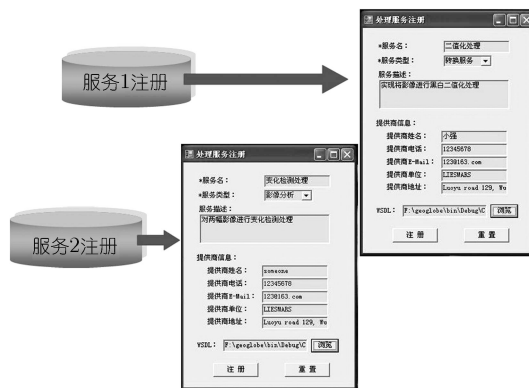 服务1注册
处理服务注册
*服务名： 二值化处理
*服务类型： 转换服务
服务描述：
实现将影像进行黑白二值化处理
提供商信息：
提供商姓名： 小强
提供商电话： 12345678
提供商E-Mail： 123@163.com
提供商单位： LIESMARS
提供商地址： Luoyu road 129, Wu
WSDL： F:\geoglobe\bin\Debug\C 浏览
注 册 重 置
服务2注册
处理服务注册
*服务名： 变化检测处理
*服务类型： 影像分析
服务描述：
对两幅影像进行变化检测处理
提供商信息：
提供商姓名： someone
提供商电话： 12345678
提供商E-Mail： 123@163.com
提供商单位： LIESMARS
提供商地址： Luoyu road 129, Wu
WSDL： F:\geoglobe\bin\Debug\C 浏览
注 册 重 置